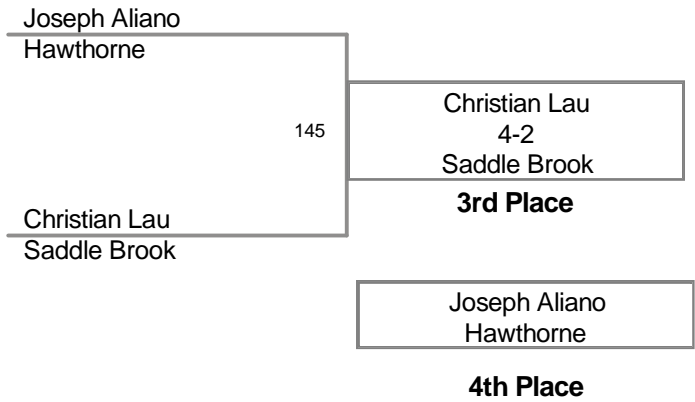 Joseph Aliano
Hawthorne
145
Christian Lau
4-2
Saddle Brook
3rd Place
Christian Lau
Saddle Brook
Joseph Aliano
Hawthorne
4th Place